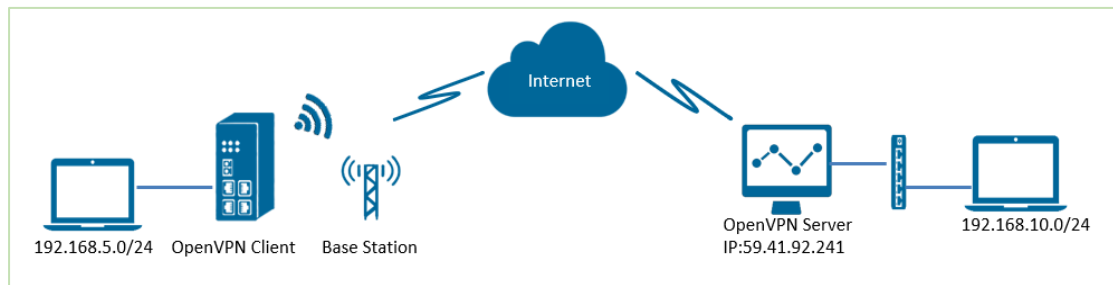 Internet
192.168.5.0/24
OpenVPN Client
Base Station
OpenVPN Server
IP:59.41.92.241
192.168.10.0/24